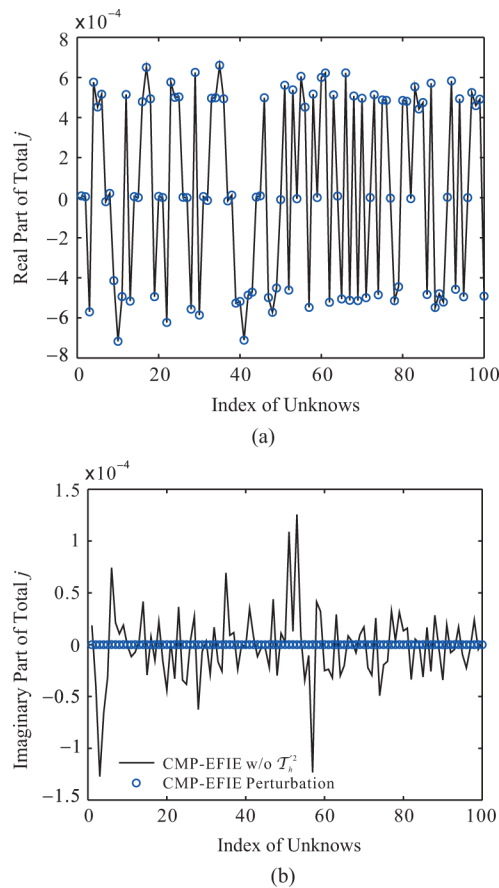 ×10⁻⁴
8
6
4
2
0
−2
−4
−6
−8
0 20 40 60 80 100
Real Part of Total j
Index of Unknows
(a)
×10⁻⁴
1.5
1
0.5
0
−0.5
−1
−1.5
0 20 40 60 80 100
Imaginary Part of Total j
CMP-EFIE w/o 𝒯ₕ²
CMP-EFIE Perturbation
Index of Unknows
(b)